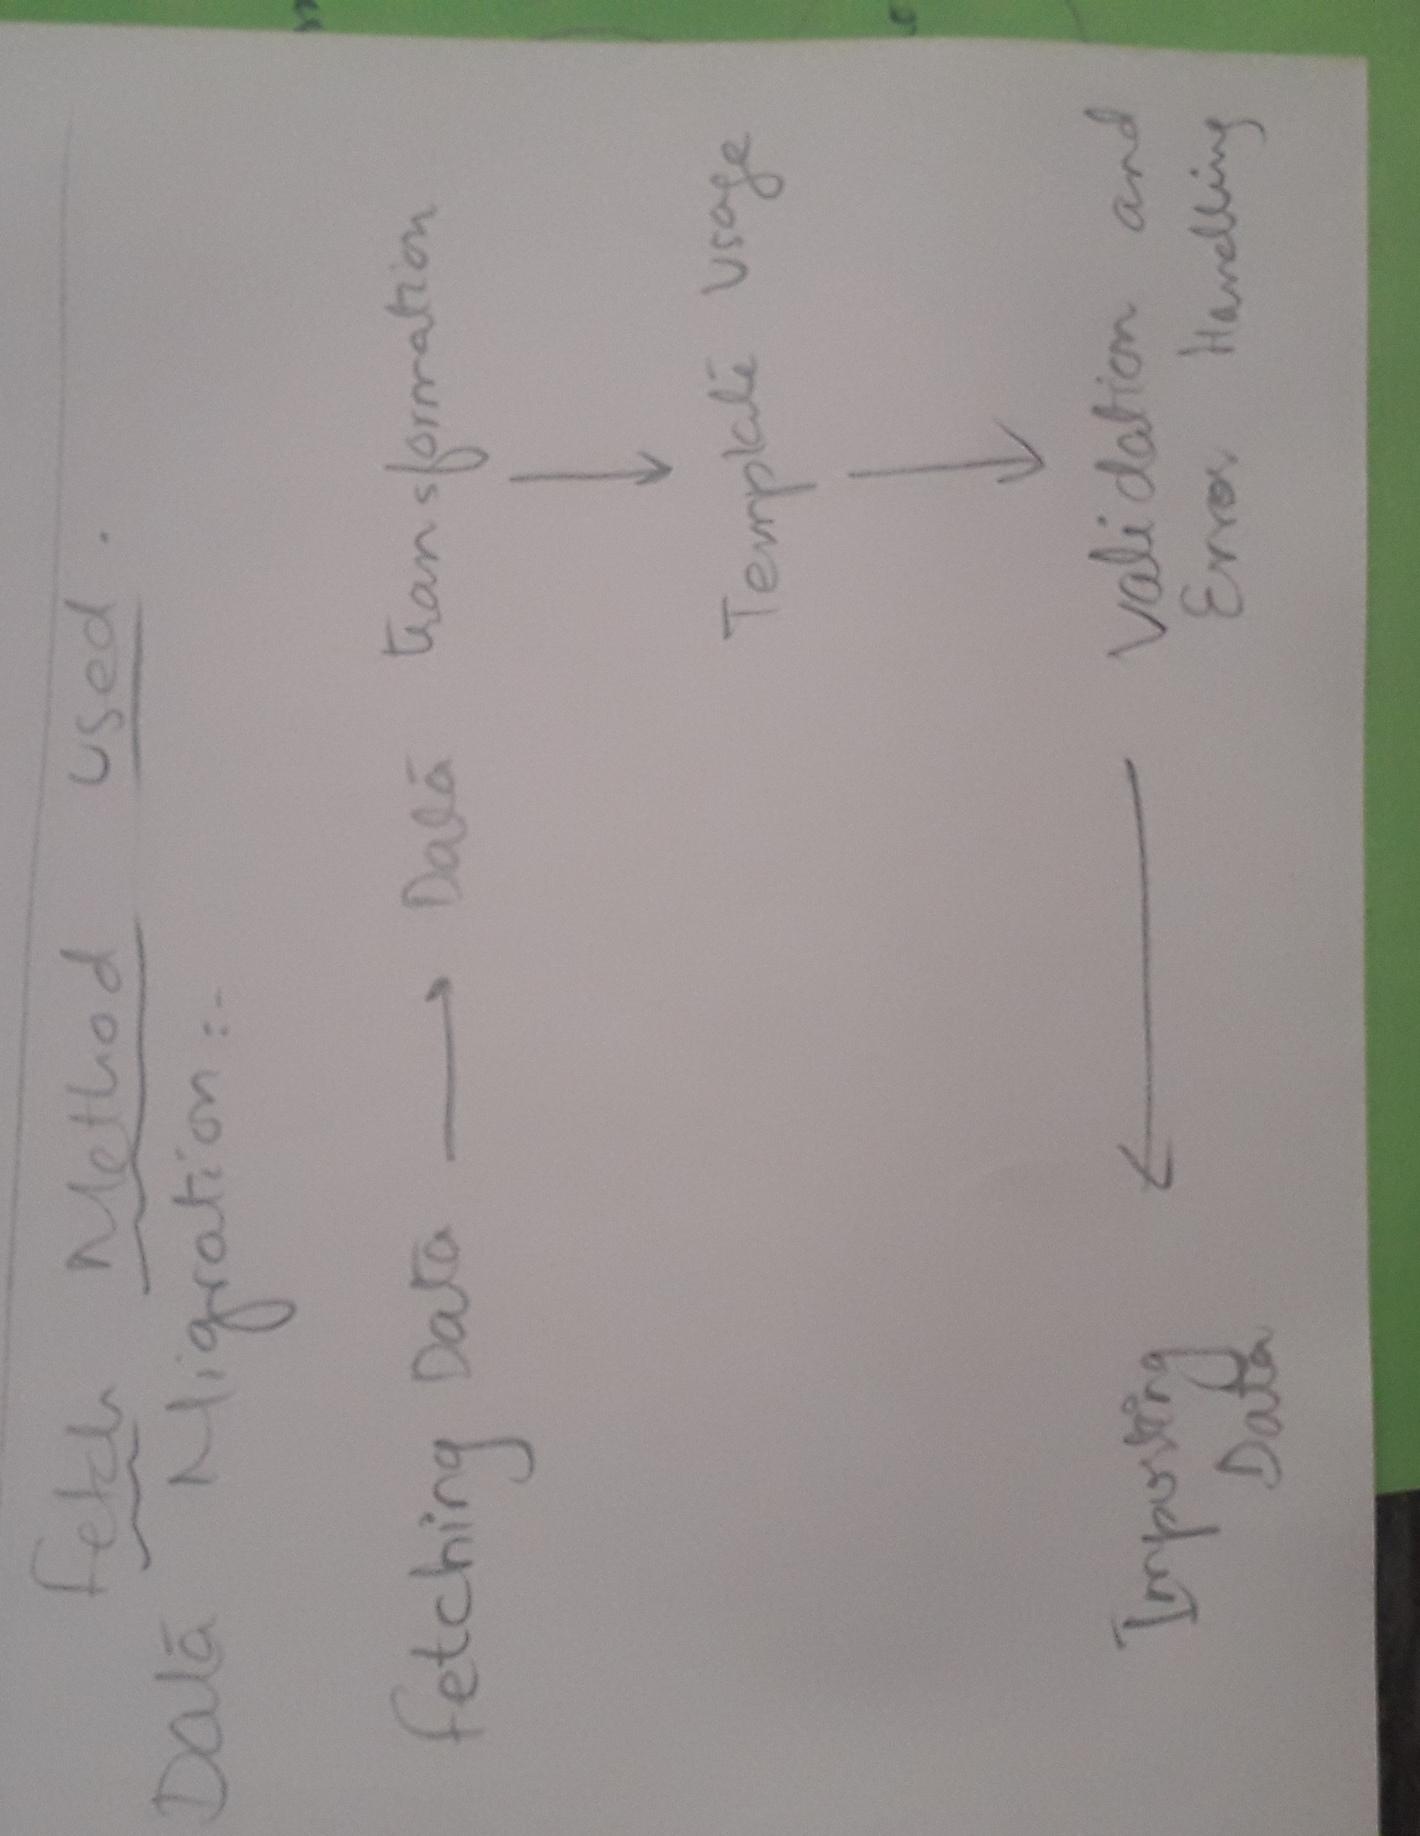 Fetch Method used.
Data Migration:-
Fetching Data → Data transformation
Template Usage
Validation and
Error Handling
Importing
Data